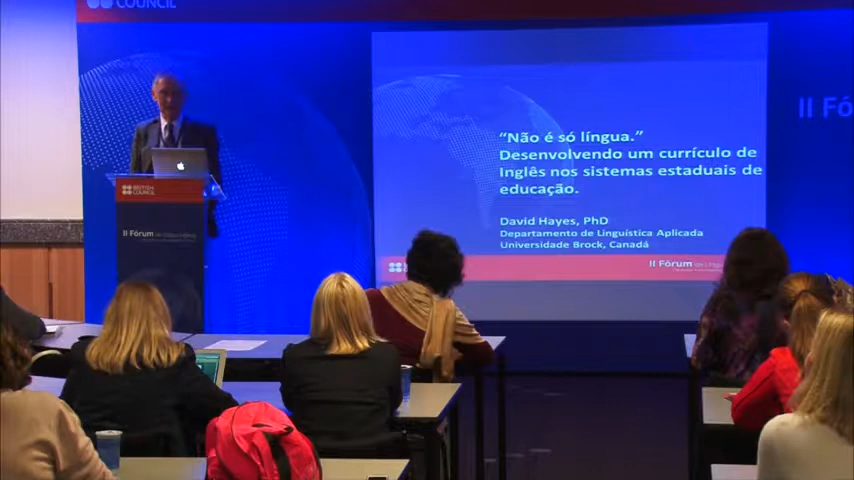 COUNCIL
"Não é só língua."
Desenvolvendo um currículo de
Inglês nos sistemas estaduais de
educação.
David Hayes, PhD
Departamento de Linguística Aplicada
Universidade Brock, Canadá
II Fórum
II Fó
BRITISH
COUNCIL
II Fórum